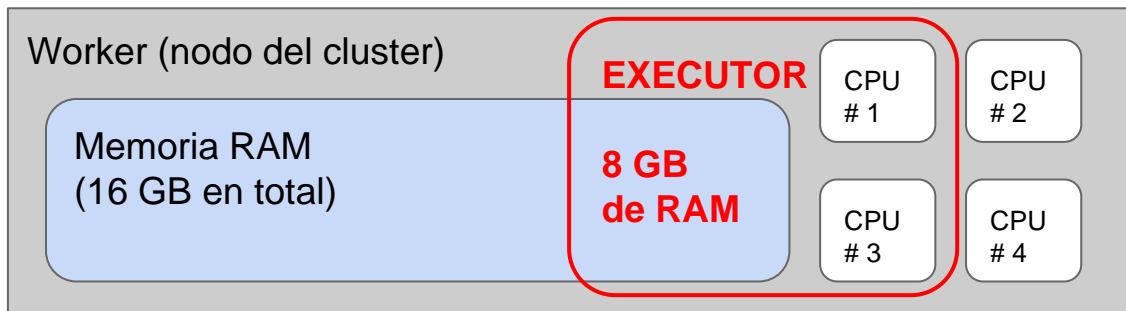 Worker (nodo del cluster)
EXECUTOR
CPU
# 1
CPU
# 2
Memoria RAM
(16 GB en total)
8 GB
de RAM
CPU
# 3
CPU
# 4